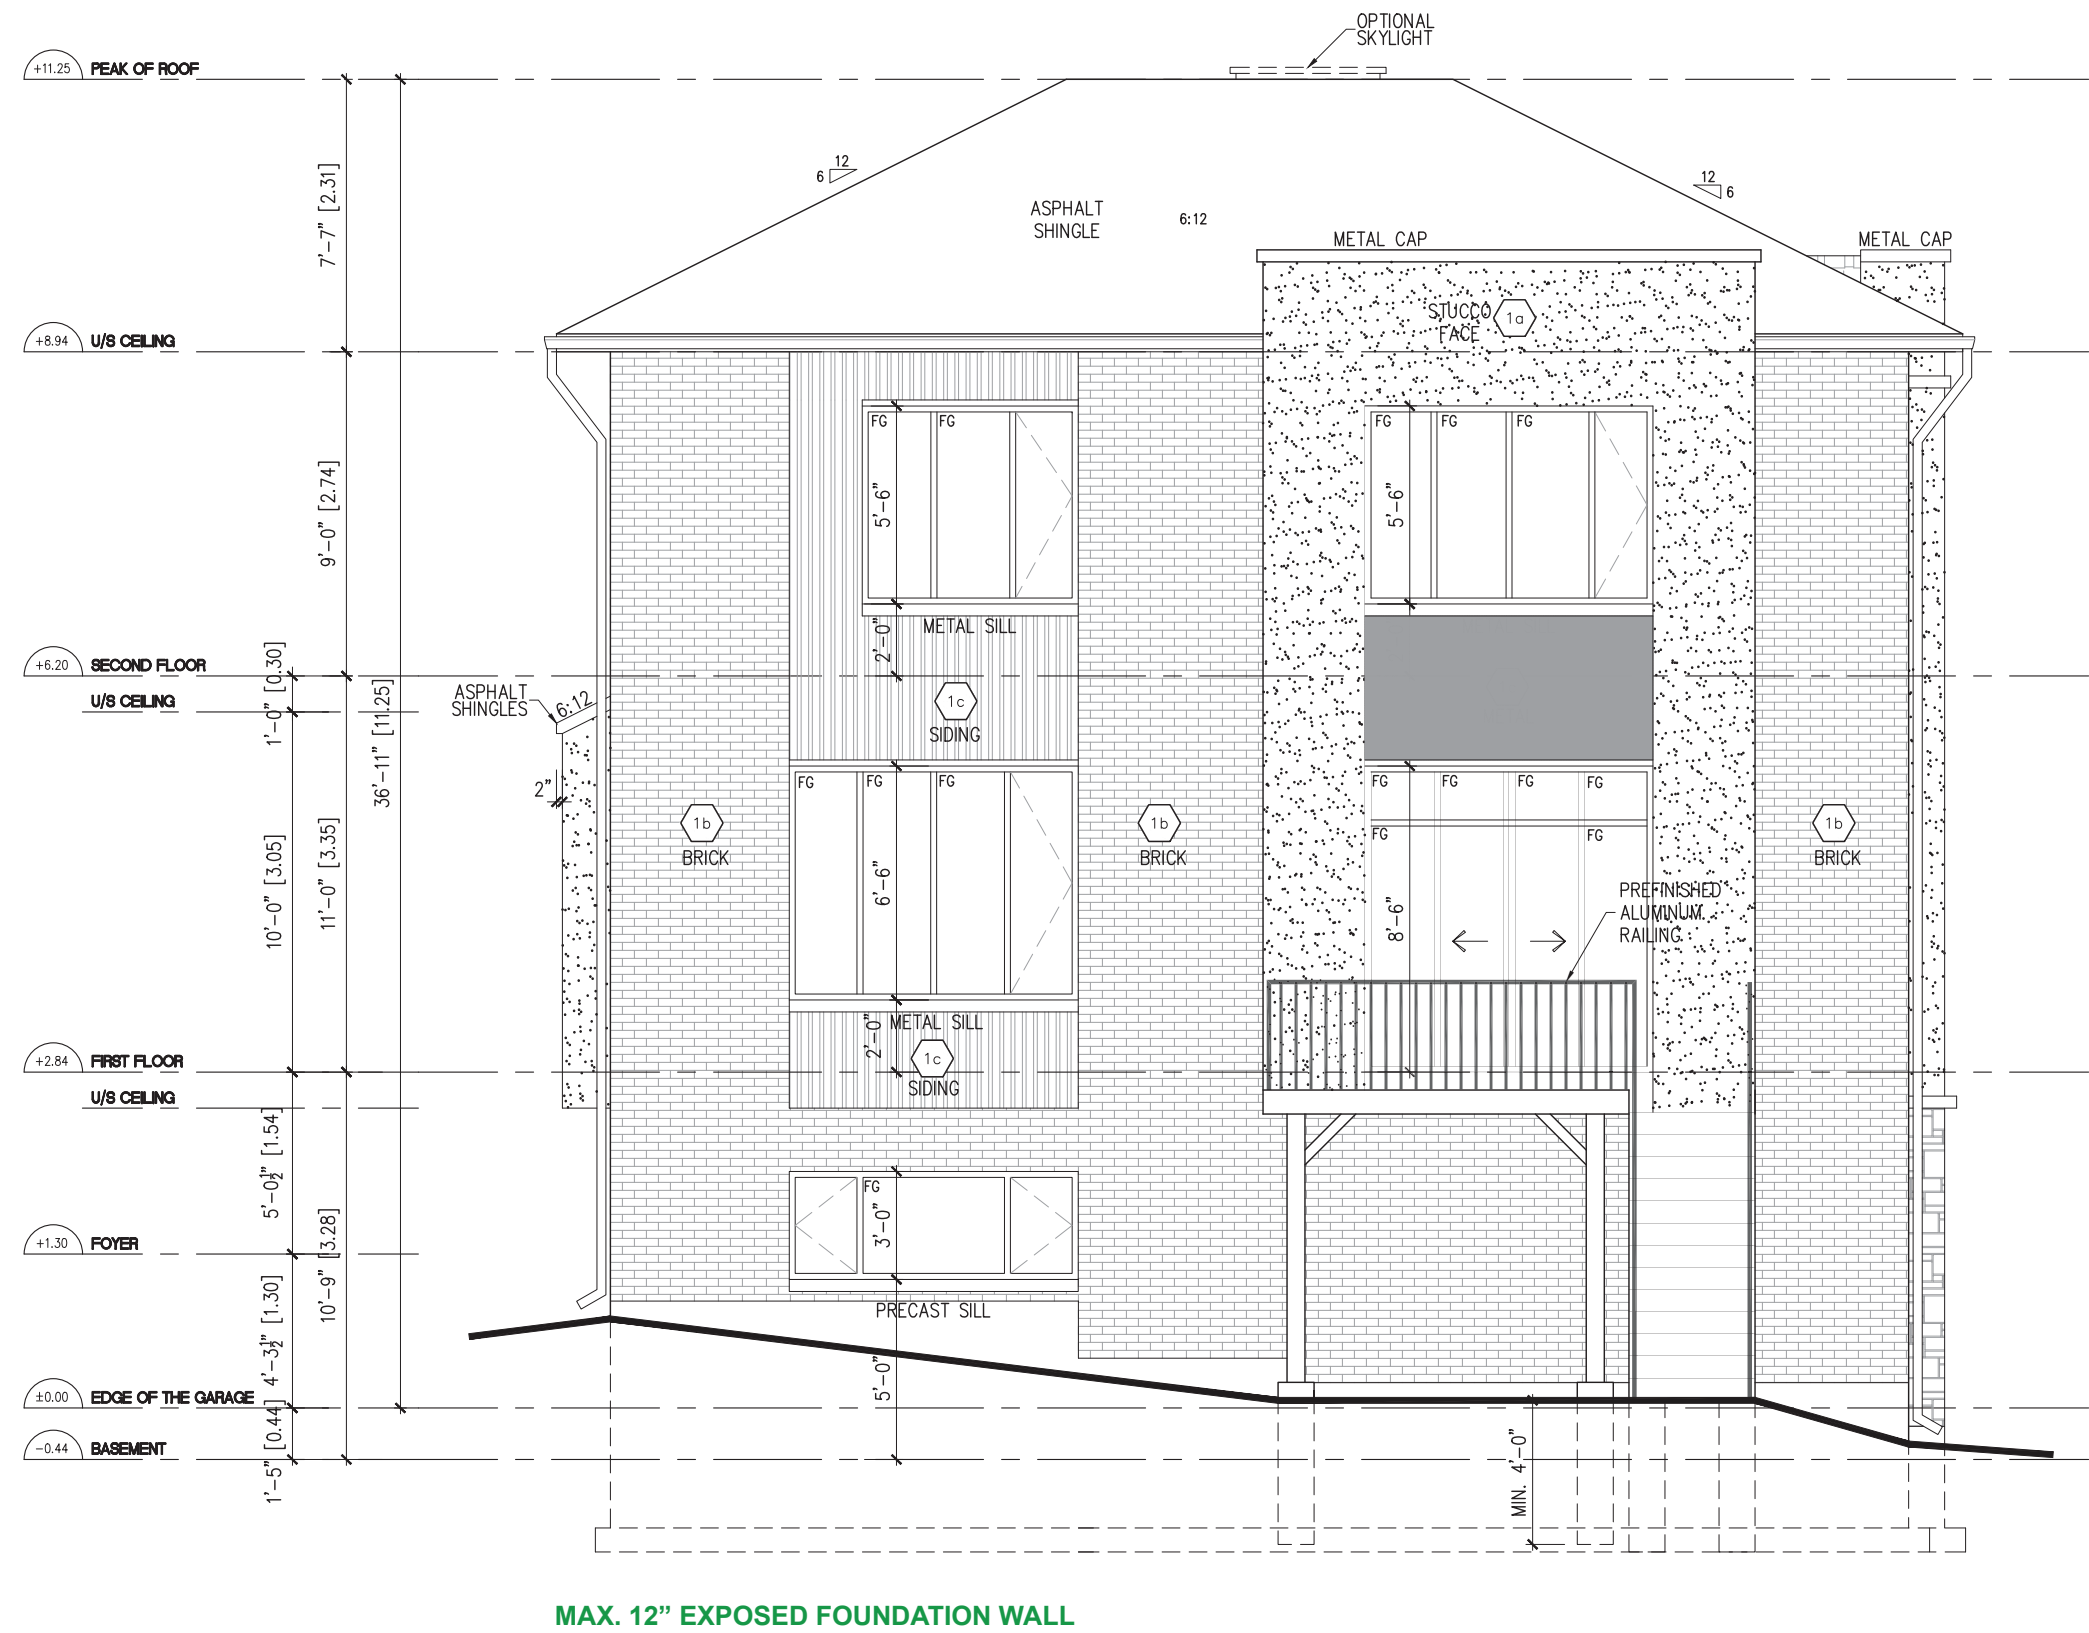 OPTIONAL
SKYLIGHT
+11.25 PEAK OF ROOF
12
6
12
6
7'-7" [2.31]
ASPHALT
SHINGLE
6:12
METAL CAP
METAL CAP
STUCCO
FACE
1a
+8.94 U/S CEILING
FG FG
FG FG FG
9'-0" [2.74]
5'-6"
5'-6"
METAL SILL
2'-0"
+6.20 SECOND FLOOR
1'-0" [0.30]
U/S CEILING
36'-11" [11.25]
ASPHALT
SHINGLES
6:12
1c
SIDING
2"
FG FG FG
FG FG FG FG
FG FG
1b
BRICK
1b
BRICK
1b
BRICK
10'-0" [3.05]
11'-0" [3.35]
6'-6"
8'-6"
PREFINISHED
ALUMINUM
RAILING
METAL SILL
2'-0"
1c
SIDING
+2.84 FIRST FLOOR
U/S CEILING
5'-0½" [1.54]
FG
3'-0"
+1.30 FOYER
10'-9" [3.28]
4'-3½" [1.30]
PRECAST SILL
5'-0"
±0.00 EDGE OF THE GARAGE
1'-5" [0.44]
-0.44 BASEMENT
MIN. 4'-0"
MAX. 12” EXPOSED FOUNDATION WALL